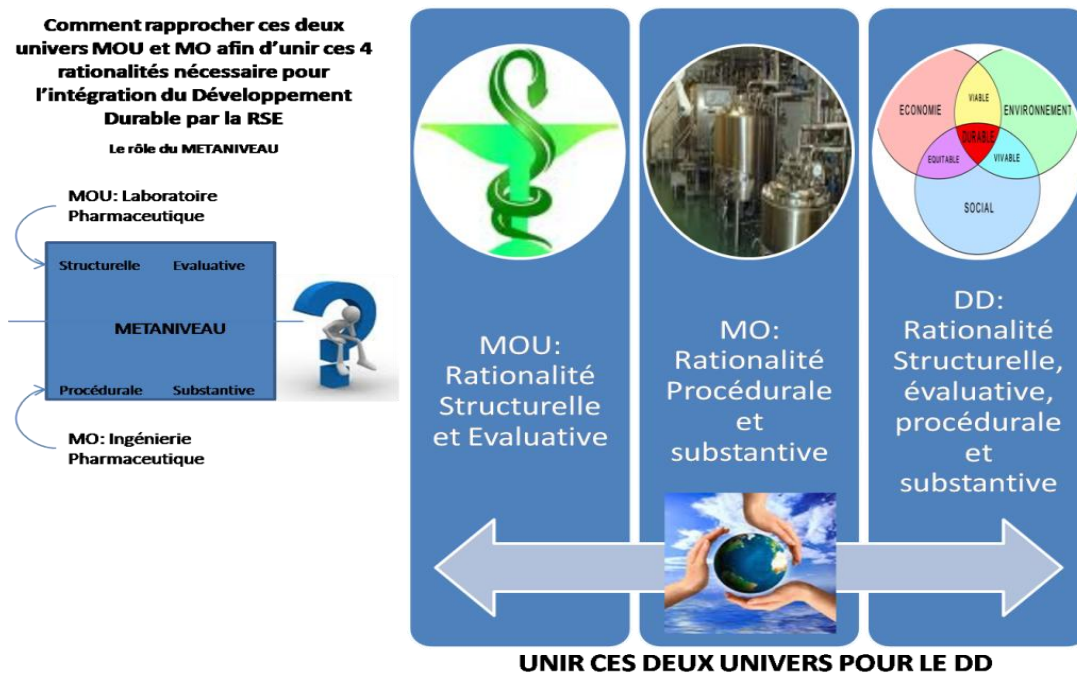 Comment rapprocher ces deux
univers MOU et MO afin d'unir ces 4
rationalités nécessaire pour
l'intégration du Développement
Durable par la RSE
Le rôle du METANIVEAU
MOU: Laboratoire
Pharmaceutique
Structurelle Evaluative
METANIVEAU
Procédurale Substantive
MO: Ingénierie
Pharmaceutique
MOU:
Rationalité
Structurelle
et Evaluative
MO:
Rationalité
Procédurale
et
substantive
ECONOMIE
VIABLE
ENVIRONNEMENT
DURABLE
EQUITABLE
VIVABLE
SOCIAL
DD:
Rationalité
Structurelle,
évaluative,
procédurale
et
substantive
UNIR CES DEUX UNIVERS POUR LE DD